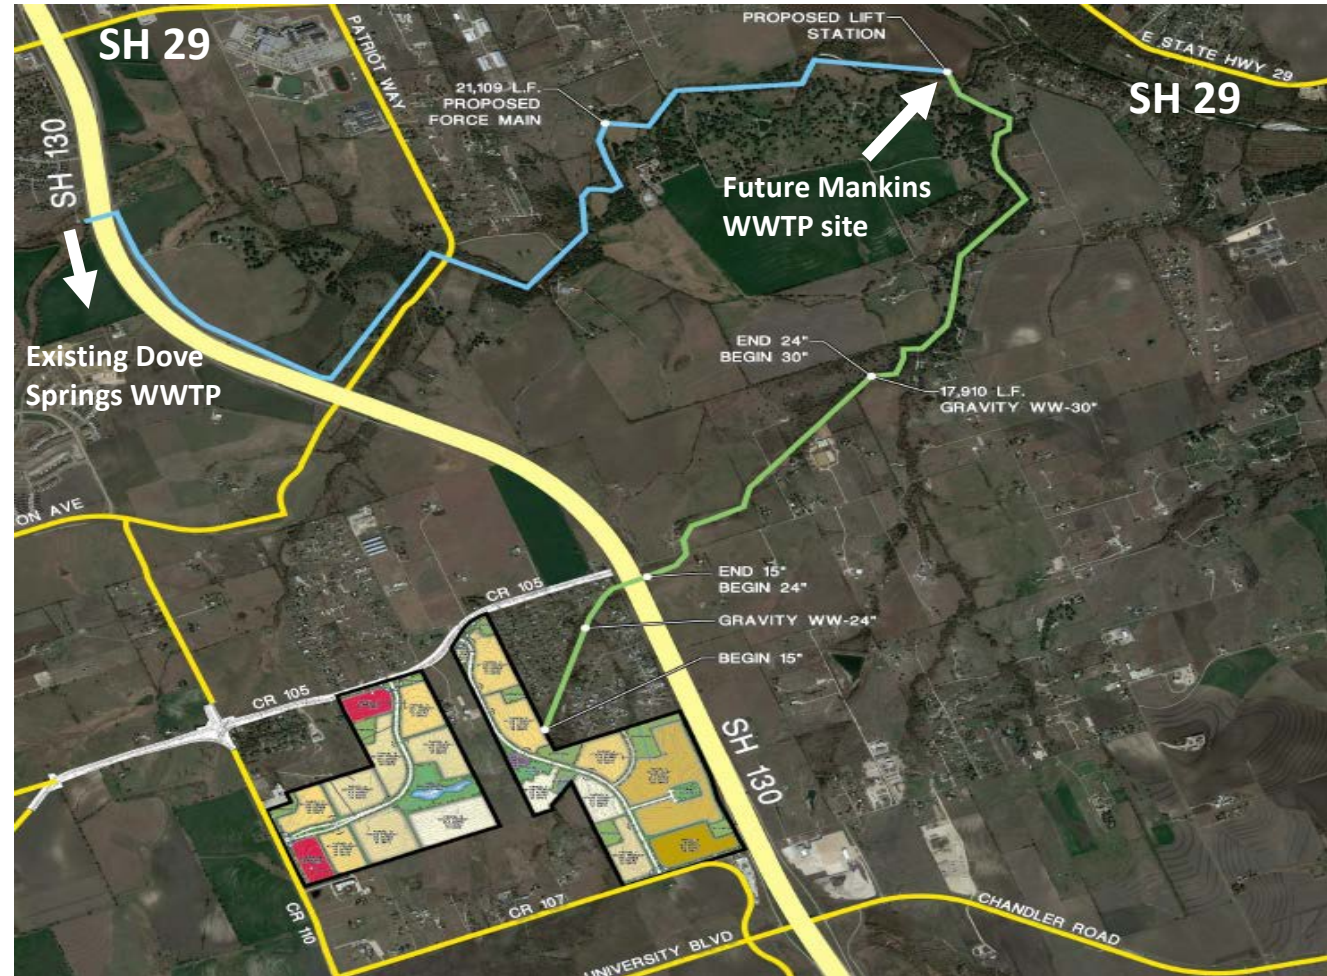 SH 29
PATRIOT WAY
PROPOSED LIFT
STATION
E STATE HWY 29
SH 29
21,109 L.F.
PROPOSED
FORCE MAIN
SH 130
Future Mankins
WWTP site
Existing Dove
Springs WWTP
END 24"
BEGIN 30"
17,910 L.F.
GRAVITY WW-30"
ON AVE
CR 105
END 15"
BEGIN 24"
GRAVITY WW-24"
BEGIN 15"
CR 105
SH 130
CR 110
CR 107
UNIVERSITY BLVD
CHANDLER ROAD